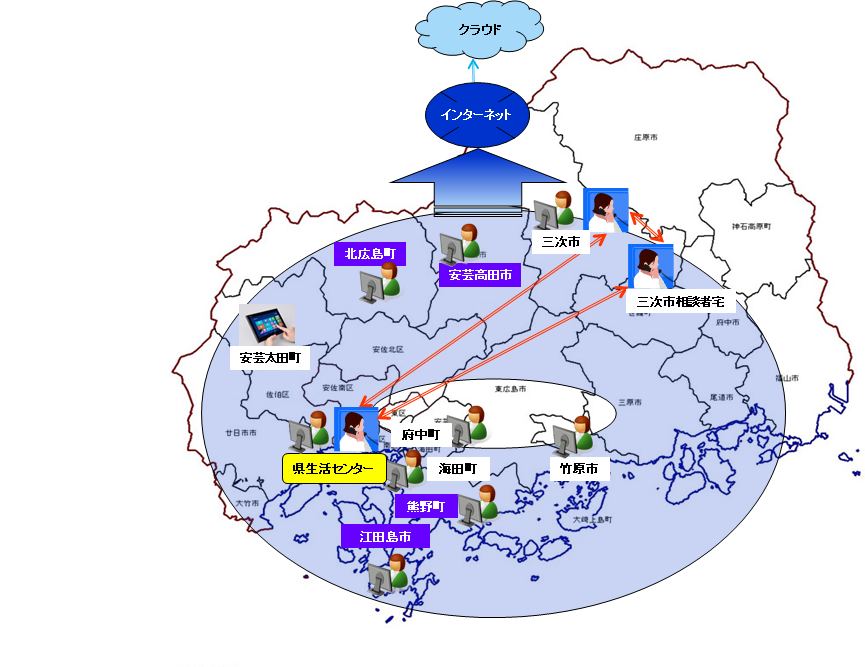 クラウド
インターネット
庄原市
神石高原町
三次市
北広島町
市
安芸高田市
三次市相談者宅
府中市
安芸太田町
安佐北区
福山市
安佐南区
佐伯区
東広島市
三原市
尾道市
東区
府中町
廿日市市
県生活センター
海田町
竹原市
大竹市
熊野町
大崎上島町
江田島市